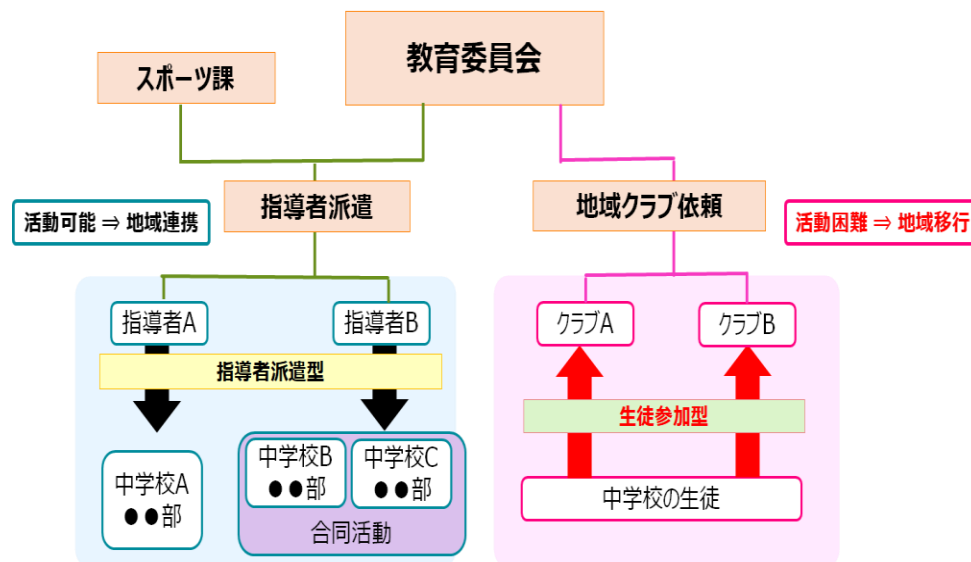 教育委員会
スポーツ課
指導者派遣
地域クラブ依頼
活動可能 ⇒ 地域連携
活動困難 ⇒ 地域移行
指導者A
指導者B
クラブA
クラブB
指導者派遣型
生徒参加型
中学校A
●●部
中学校B
●●部
中学校C
●●部
合同活動
中学校の生徒